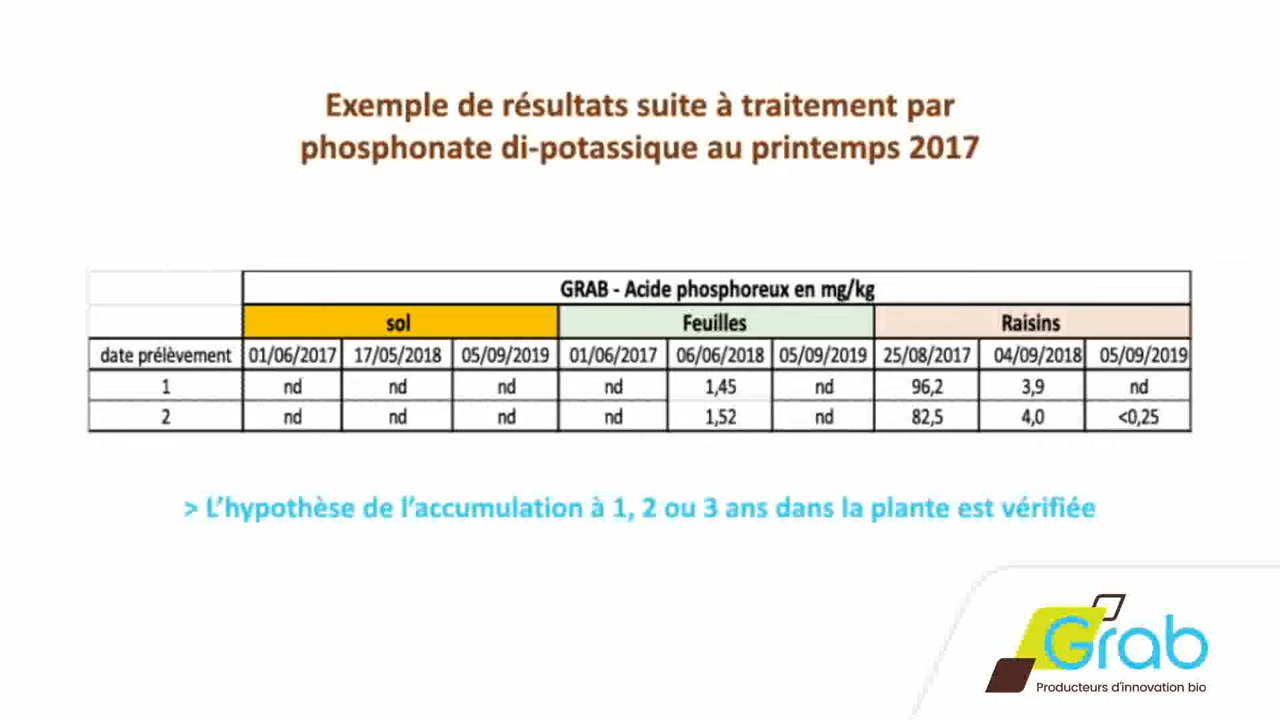 Exemple de résultats suite à traitement par
phosphonate di-potassique au printemps 2017
GRAB - Acide phosphoreux en mg/kg
sol Feuilles Raisins
date prélèvement 01/06/2017 17/05/2018 05/09/2019 01/06/2017 06/06/2018 05/09/2019 25/08/2017 04/09/2018 05/09/2019
1 nd nd nd nd 1,45 nd 96,2 3,9 nd
2 nd nd nd nd 1,52 nd 82,5 4,0 <0,25
> L'hypothèse de l'accumulation à 1, 2 ou 3 ans dans la plante est vérifiée
Grab
Producteurs d'innovation bio